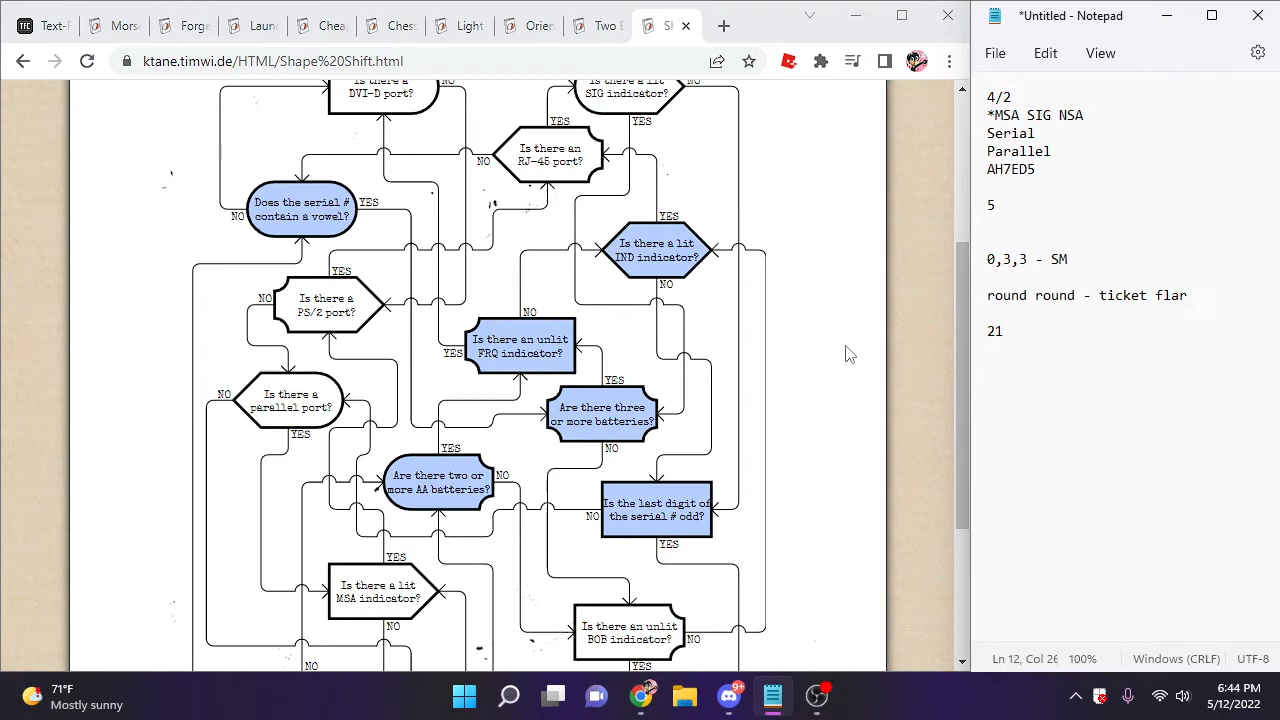 Text-F
Morse
Forge
Laun
Chea
Chess
Light
Orien
Two E
Sh
ktane.timwi.de/HTML/Shape%20Shift.html
*Untitled - Notepad
File Edit View
Is there a
DVI-D port?
NO
Is there a lit
SIG indicator?
NO
YES
YES
Is there an
RJ-45 port?
NO
Does the serial #
contain a vowel?
YES
NO
YES
Is there a lit
IND indicator?
NO
YES
NO
Is there a
PS/2 port?
NO
Is there an unlit
FRQ indicator?
YES
YES
NO
Is there a
parallel port?
YES
Are there three
or more batteries?
NO
YES
Are there two or
more AA batteries?
NO
Is the last digit of
the serial # odd?
NO
YES
YES
Is there a lit
MSA indicator?
NO
Is there an unlit
BOB indicator?
NO
YES
NO
4/2
*MSA SIG NSA
Serial
Parallel
AH7ED5
5
0,3,3 - SM
round round - ticket flar
21
Ln 12, Col 26
100%
Windows (CRLF)
UTF-8
71°F
Mostly sunny
9+
6:44 PM
5/12/2022